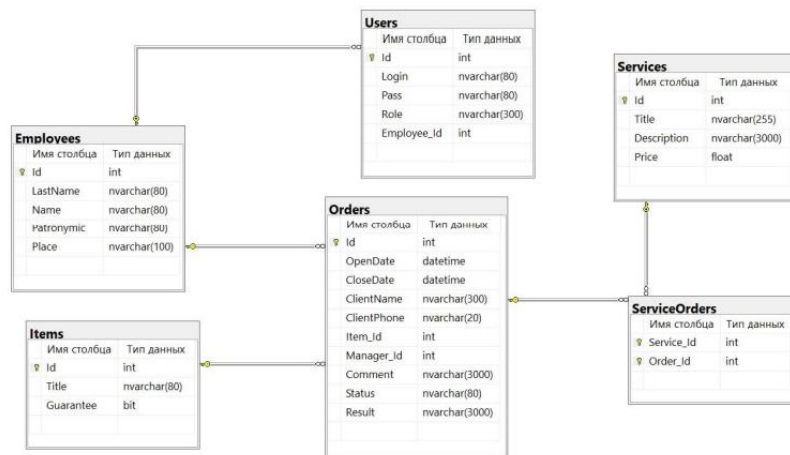 Users
Имя столбца Тип данных
Id int
Login nvarchar(80)
Pass nvarchar(80)
Role nvarchar(300)
Employee_Id int
Services
Имя столбца Тип данных
Id int
Title nvarchar(255)
Description nvarchar(3000)
Price float
Employees
Имя столбца Тип данных
Id int
LastName nvarchar(80)
Name nvarchar(80)
Patronymic nvarchar(80)
Place nvarchar(100)
Orders
Имя столбца Тип данных
Id int
OpenDate datetime
CloseDate datetime
ClientName nvarchar(300)
ClientPhone nvarchar(20)
Item_Id int
Manager_Id int
Comment nvarchar(3000)
Status nvarchar(80)
Result nvarchar(3000)
ServiceOrders
Имя столбца Тип данных
Service_Id int
Order_Id int
Items
Имя столбца Тип данных
Id int
Title nvarchar(80)
Guarantee bit